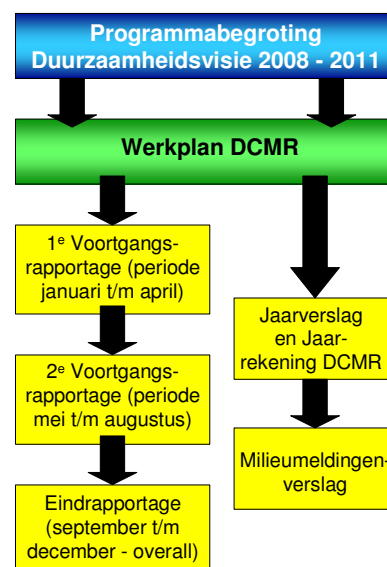 Programmabegroting
Duurzaamheidsvisie 2008 - 2011
Werkplan DCMR
1e Voortgangs-
rapportage (periode
januari t/m april)
2e Voortgangs-
rapportage (periode
mei t/m augustus)
Eindrapportage
(september t/m
december - overall)
Jaarverslag
en Jaar-
rekening DCMR
Milieumeldingen-
verslag